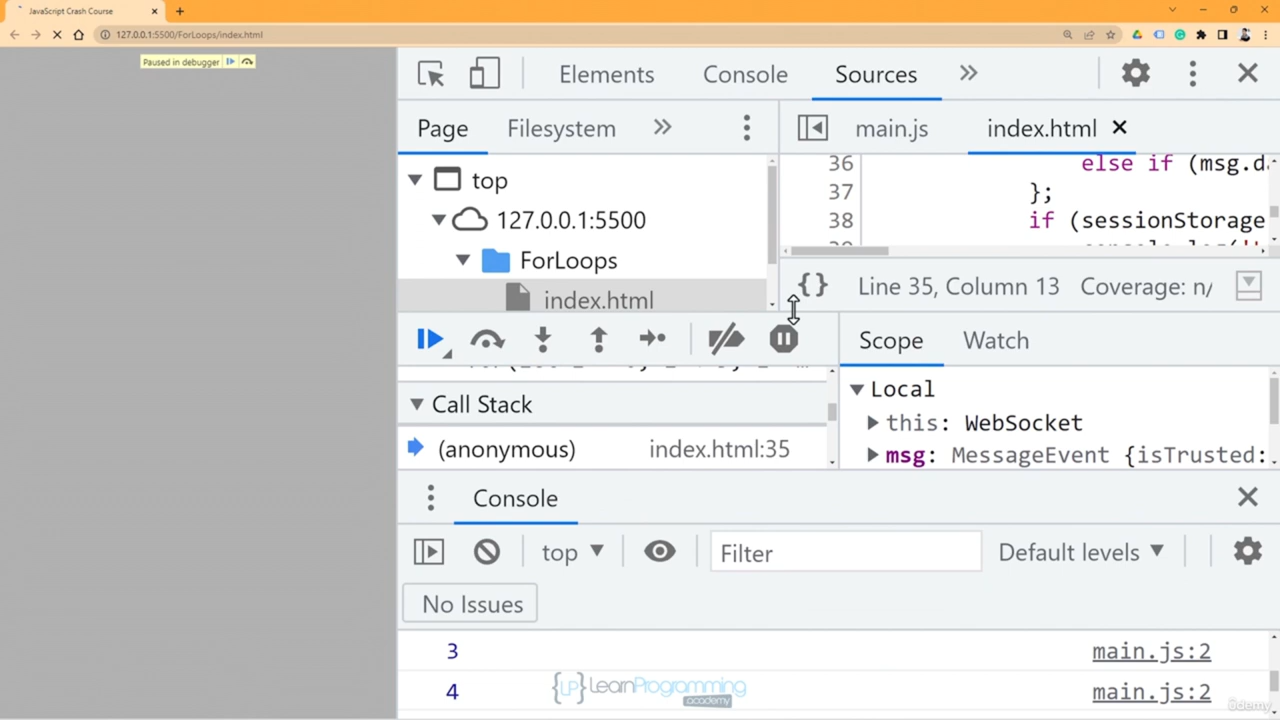 JavaScript Crash Course
127.0.0.1:5500/ForLoops/index.html
Paused in debugger
Elements Console Sources
Page Filesystem main.js index.html
top
127.0.0.1:5500
ForLoops
index.html
36 else if (msg.da
37 };
38 if (sessionStorage
{} Line 35, Column 13 Coverage: n/
Scope Watch
Call Stack
(anonymous) index.html:35
Local
this: WebSocket
msg: MessageEvent {isTrusted:
Console
top Filter Default levels
No Issues
3 main.js:2
4 main.js:2
{LP} LearnProgramming
academy
ûdemy